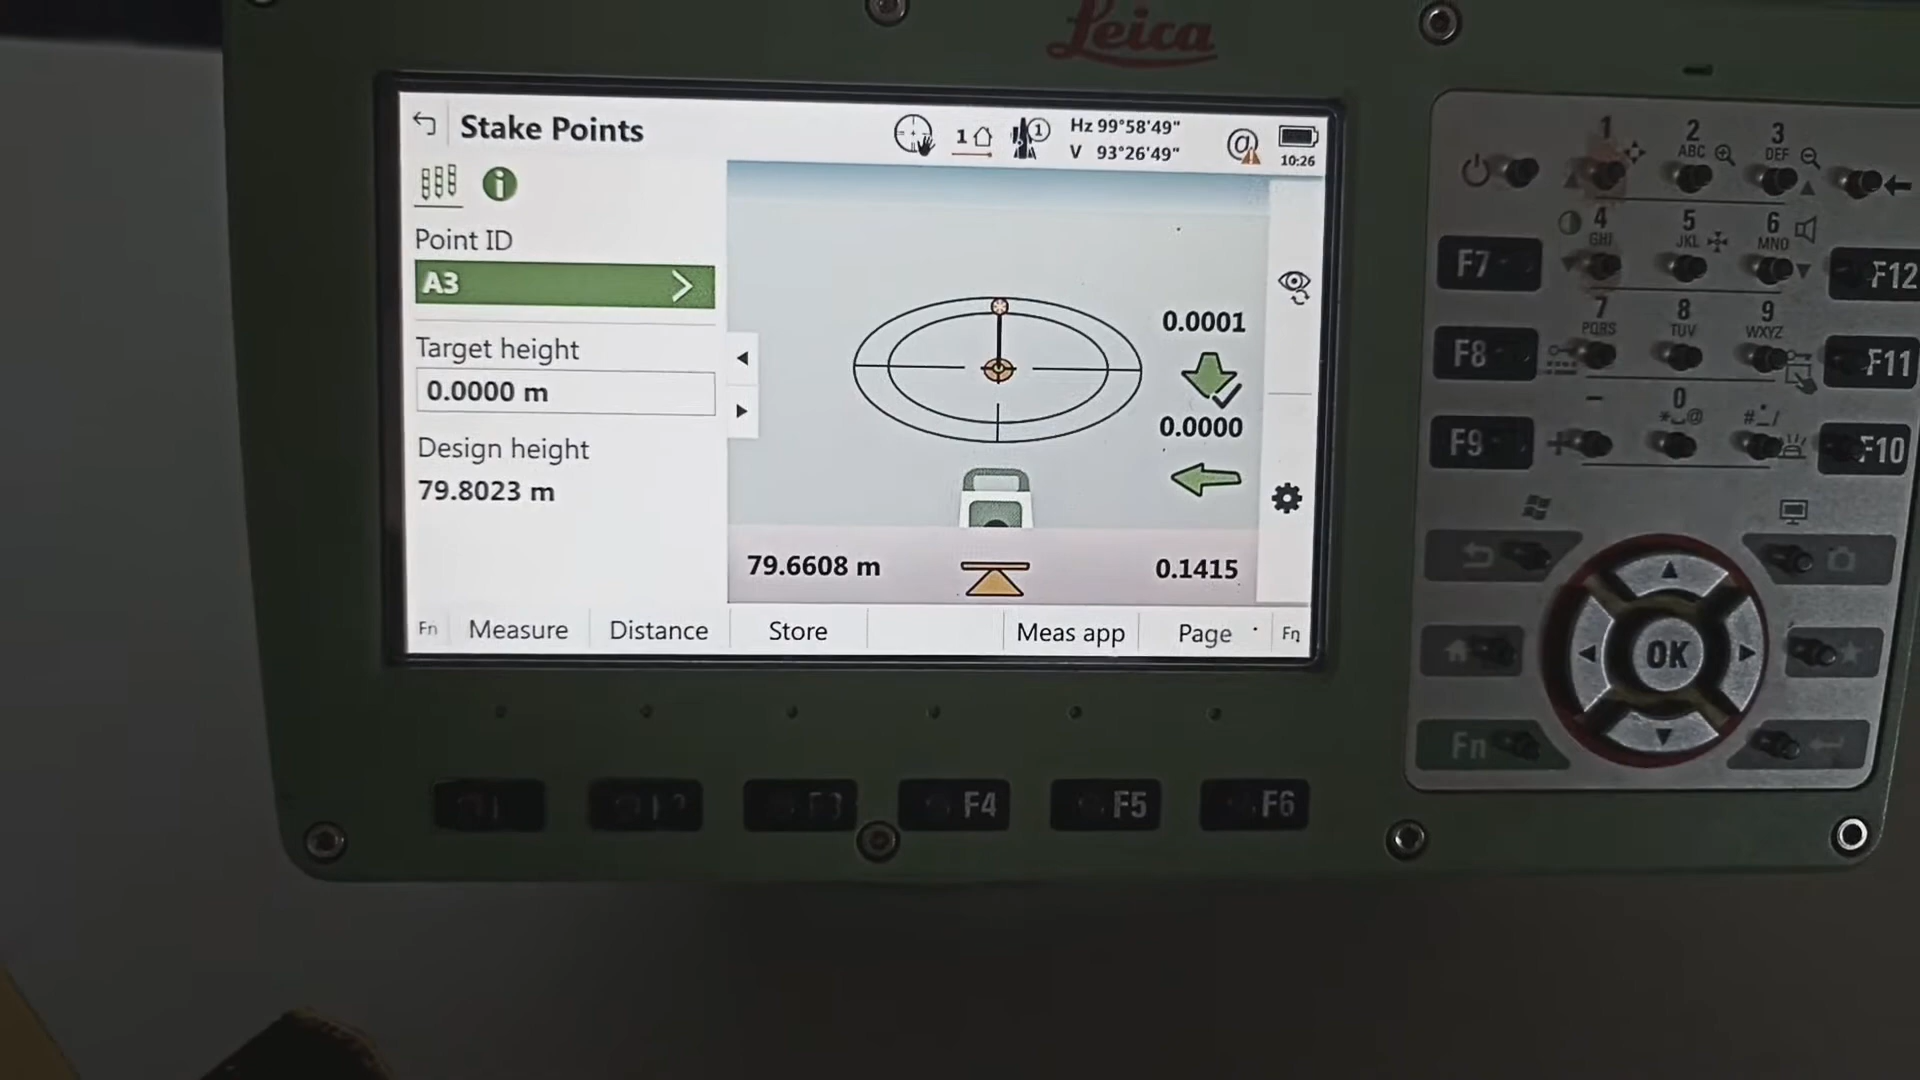 Leica
Stake Points
1
1
Hz 99°58'49"
V 93°26'49"
@
10:26
i
Point ID
A3
Target height
0.0000 m
Design height
79.8023 m
0.0001
0.0000
79.6608 m
0.1415
Fn Measure Distance Store Meas app Page Fn
F3 F4 F5 F6
1 2 ABC 3 DEF
F7 4 GHI 5 JKL 6 MNO F12
F8 7 PQRS 8 TUV 9 WXYZ F11
F9 - + 0 *_@ #_/ F10
OK
Fn